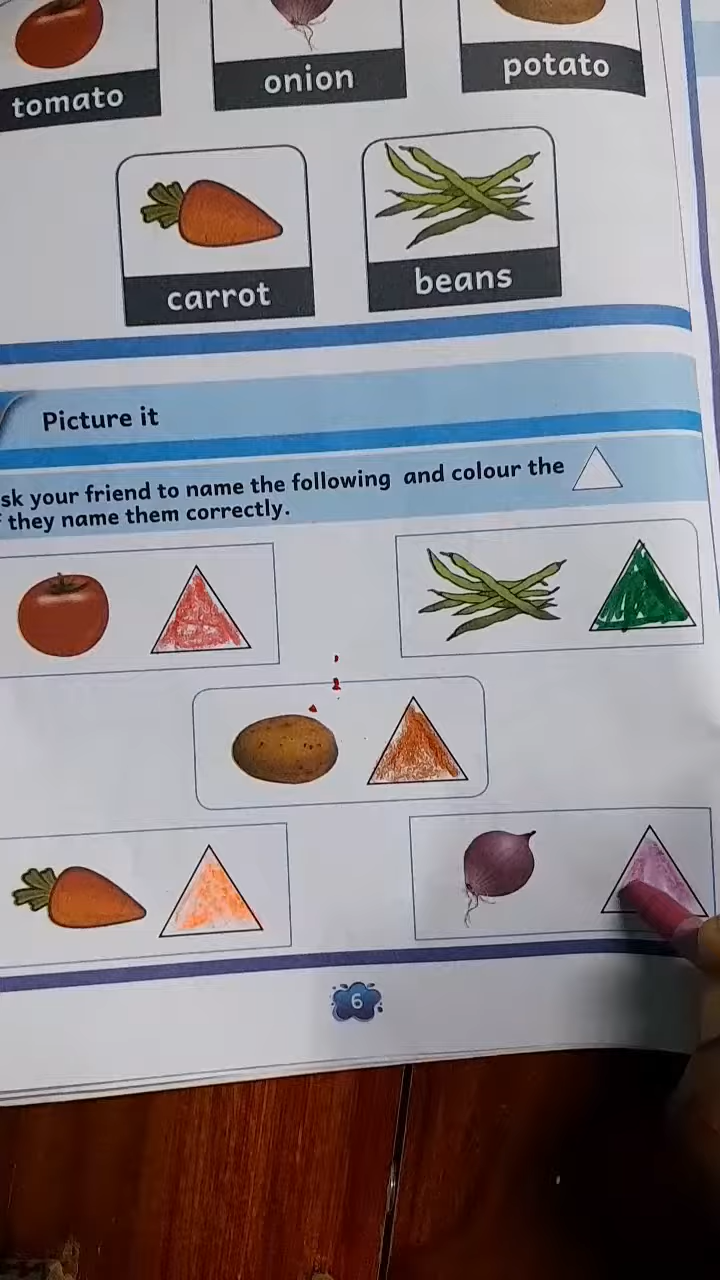 tomato
onion
potato
carrot
beans
Picture it
sk your friend to name the following and colour the
they name them correctly.
6